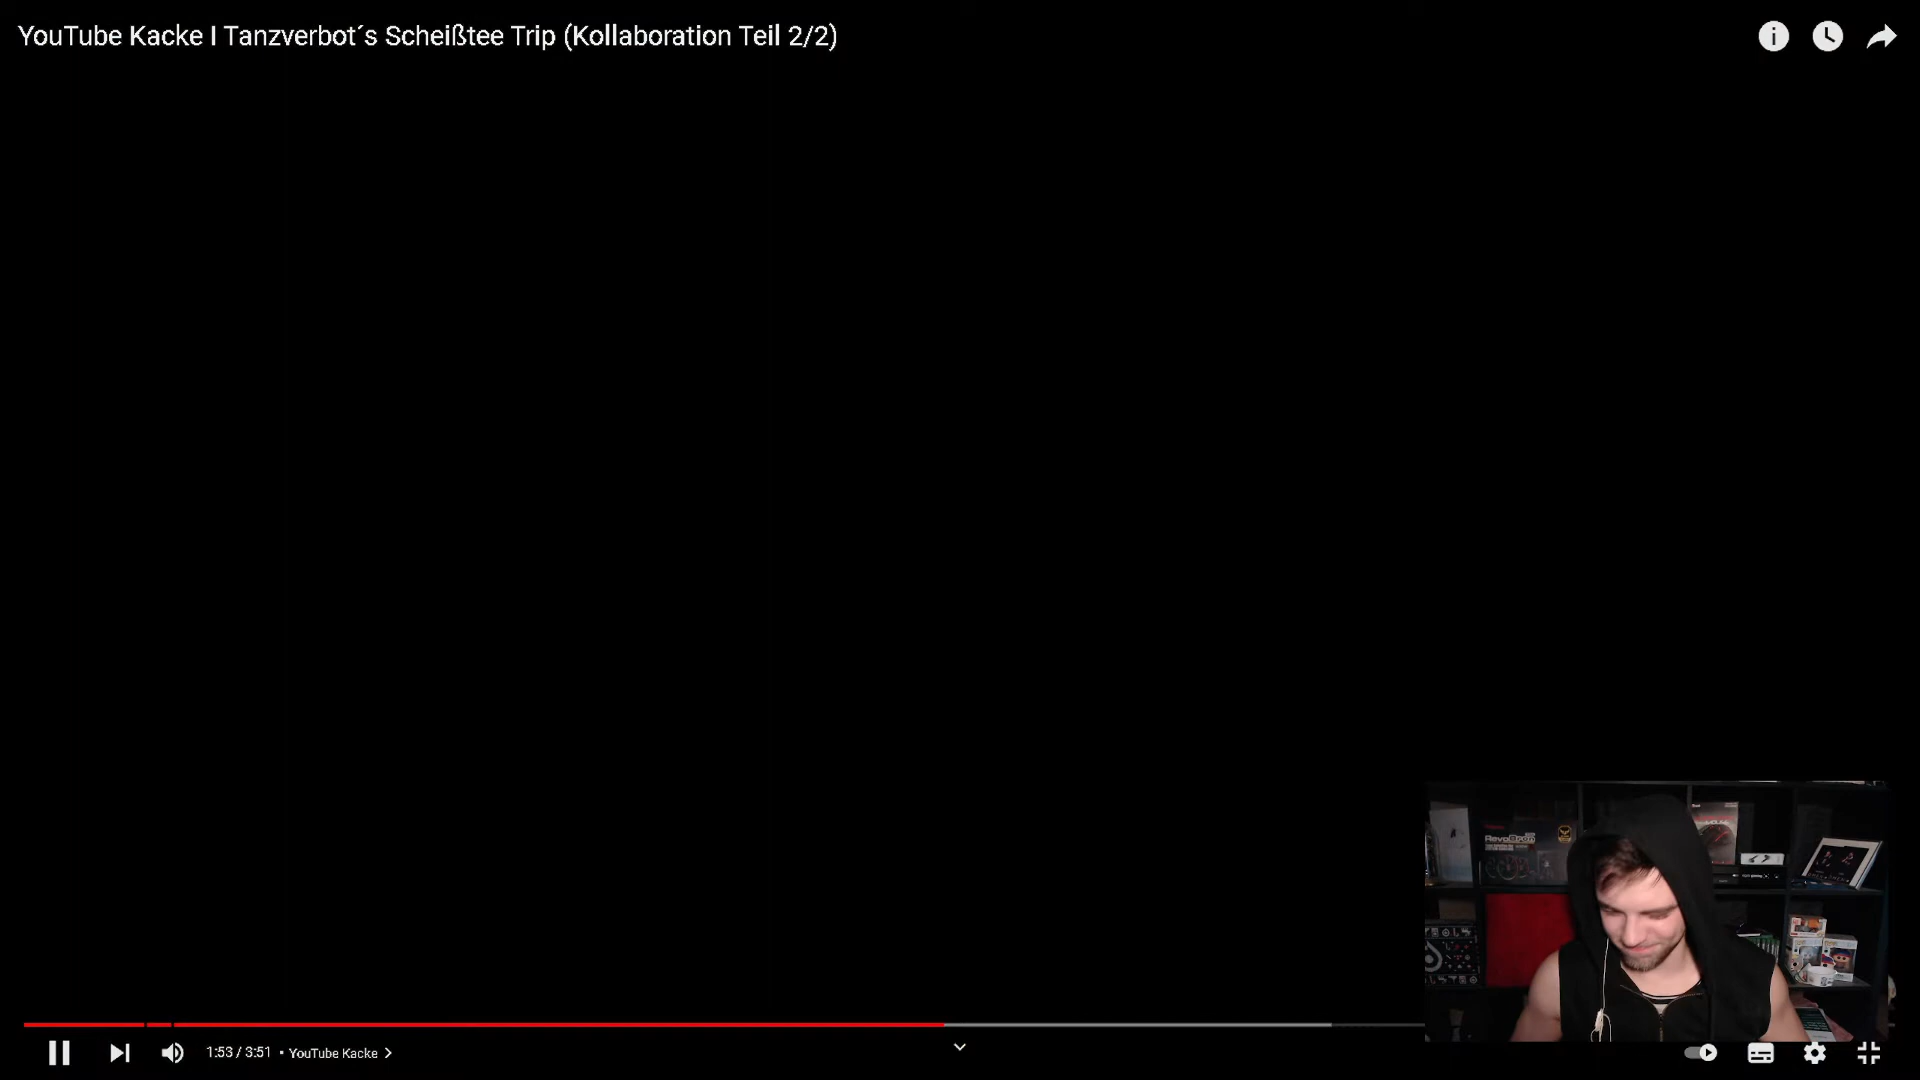 YouTube Kacke I Tanzverbot´s Scheißtee Trip (Kollaboration Teil 2/2)
1:53 / 3:51 • YouTube Kacke